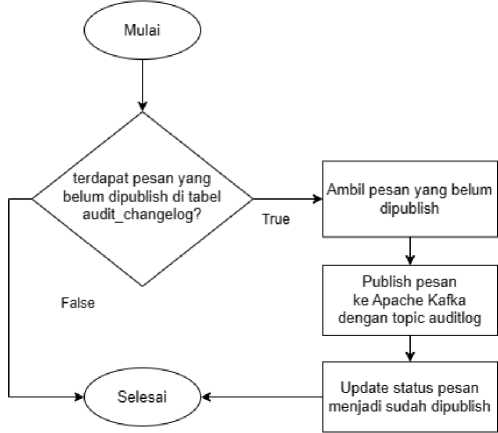 Mulai
terdapat pesan yang
belum dipublish di tabel
audit_changelog?
True
Ambil pesan yang belum
dipublish
Publish pesan
ke Apache Kafka
dengan topic auditlog
False
Update status pesan
menjadi sudah dipublish
Selesai